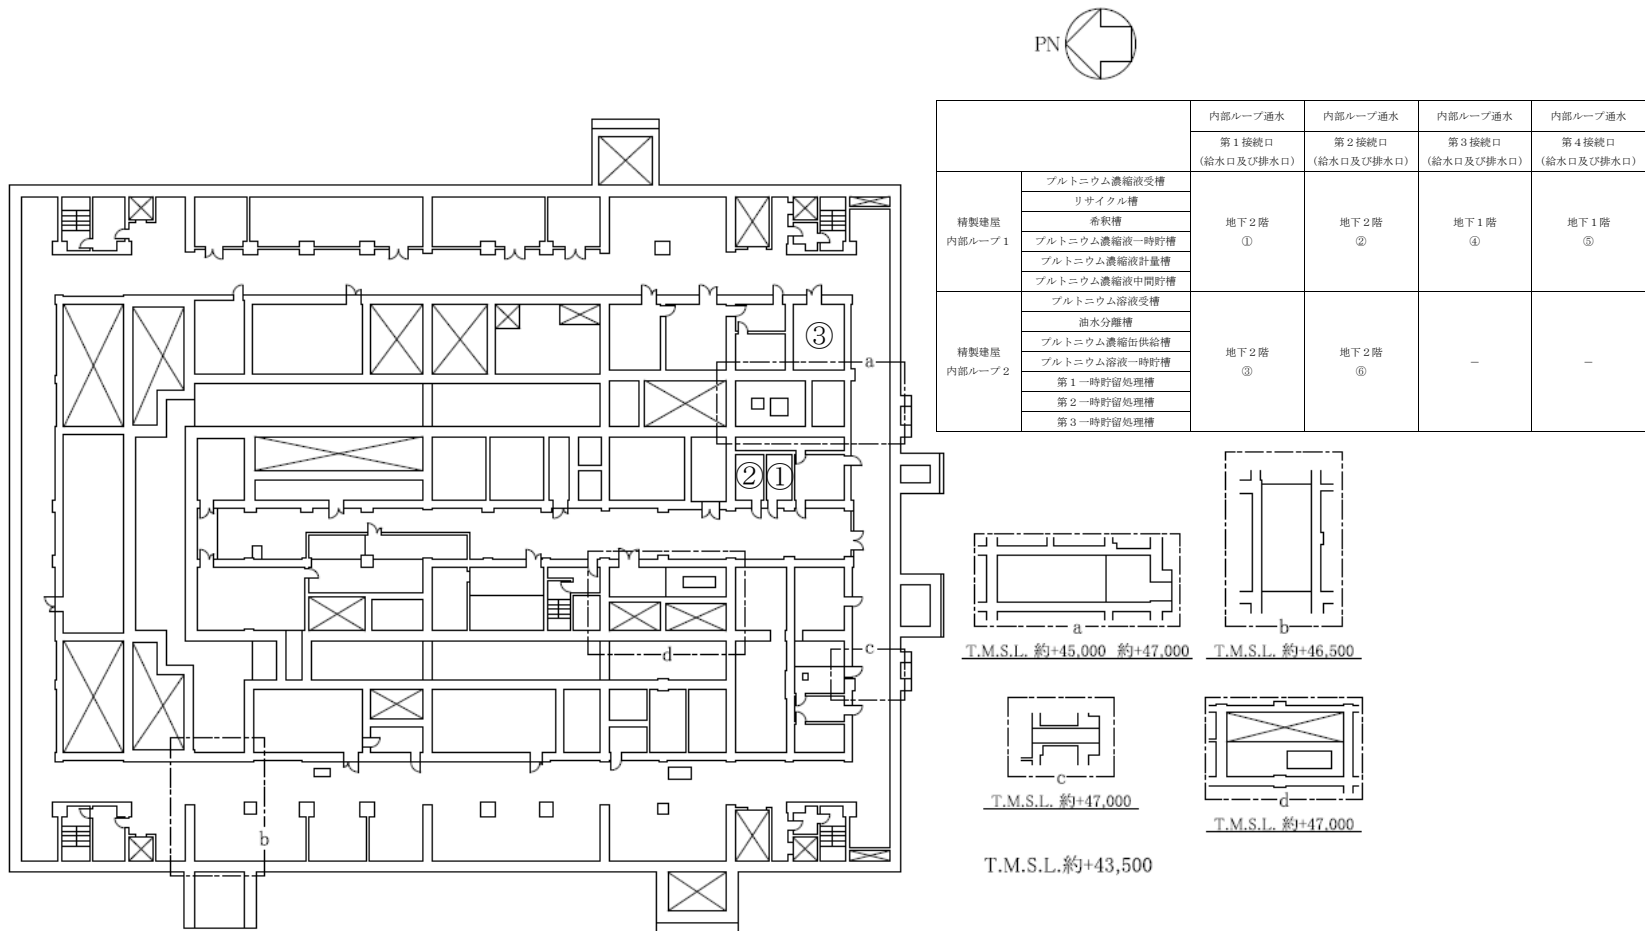 PN
内部ループ通水
内部ループ通水
内部ループ通水
内部ループ通水
第1接続口
(給水口及び排水口)
第2接続口
(給水口及び排水口)
第3接続口
(給水口及び排水口)
第4接続口
(給水口及び排水口)
精製建屋
内部ループ1
プルトニウム濃縮液受槽
リサイクル槽
希釈槽
プルトニウム濃縮液一時貯槽
プルトニウム濃縮液計量槽
プルトニウム濃縮液中間貯槽
地下2階
①
地下2階
②
地下1階
④
地下1階
⑤
精製建屋
内部ループ2
プルトニウム溶液受槽
油水分離槽
プルトニウム濃縮缶供給槽
プルトニウム溶液一時貯槽
第1一時貯留処理槽
第2一時貯留処理槽
第3一時貯留処理槽
地下2階
③
地下2階
⑥
－
－
③
a
②
①
d
c
b
a
T.M.S.L. 約+45,000 約+47,000
b
T.M.S.L. 約+46,500
c
T.M.S.L. 約+47,000
d
T.M.S.L. 約+47,000
T.M.S.L.約+43,500